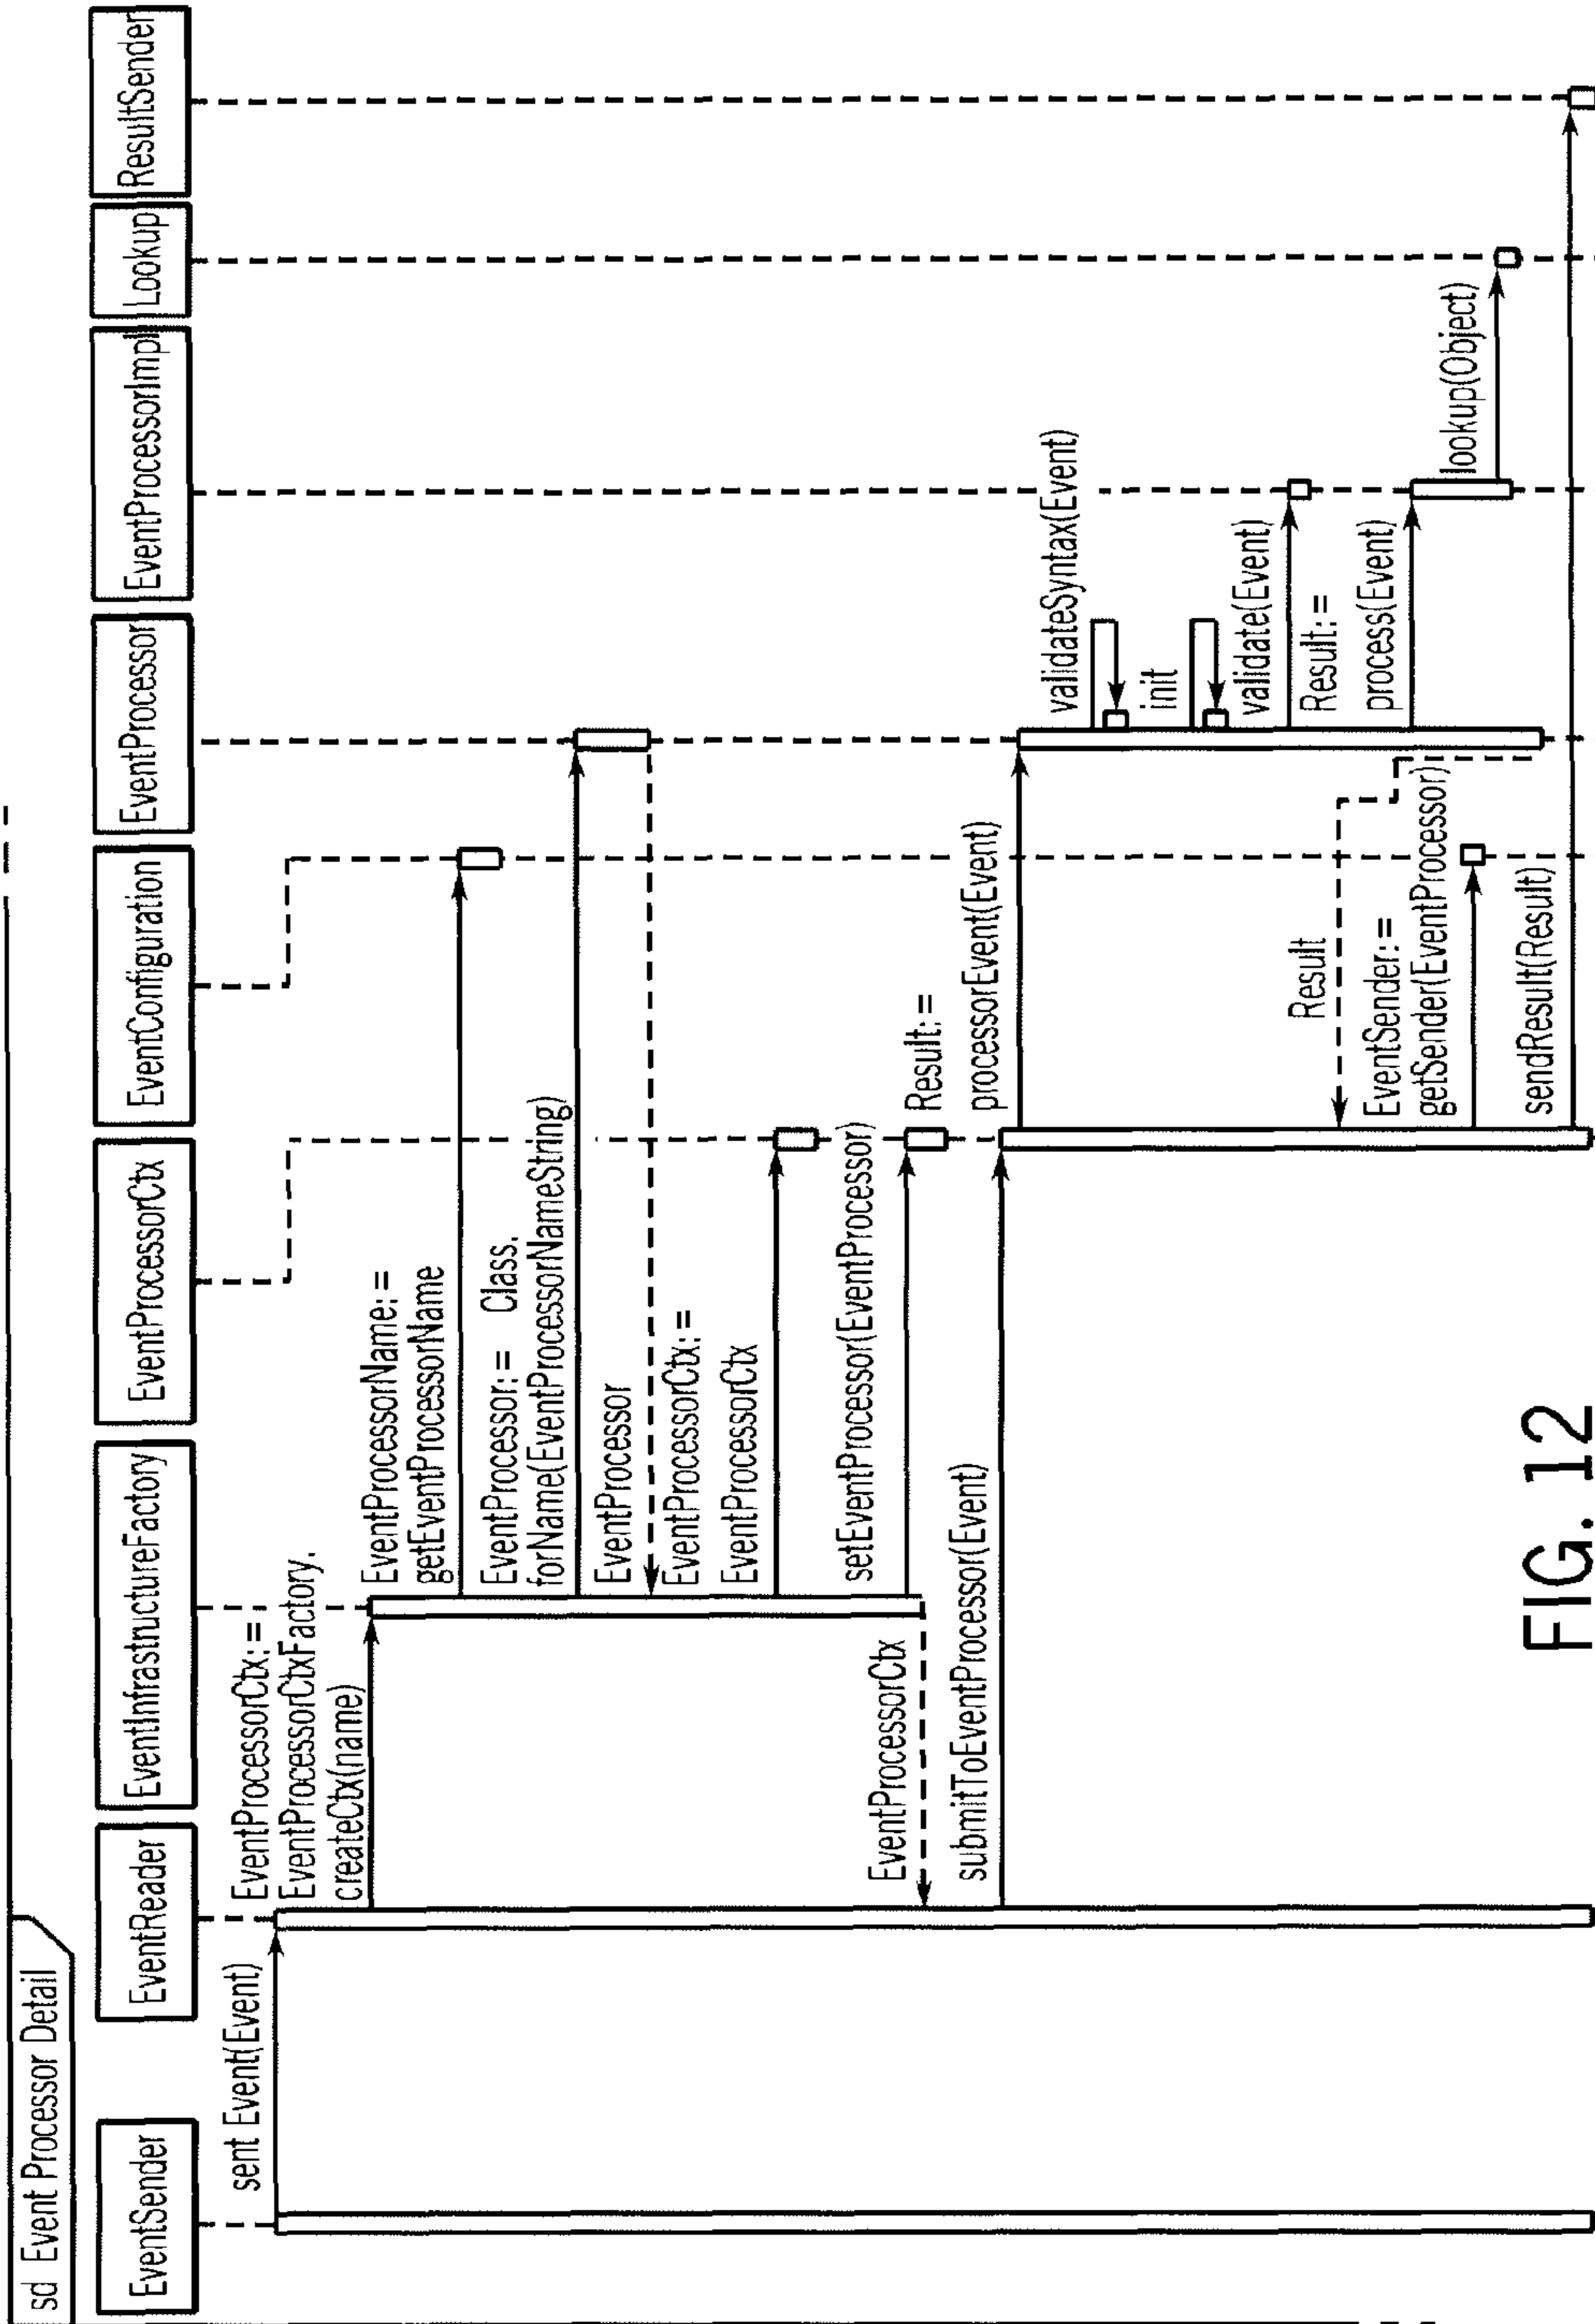 sd Event Processor Detail
EventSender
EventReader
EventInfrastructureFactory
EventProcessorCtx
EventConfiguration
EventProcessor
EventProcessorImpl
Lookup
ResultSender
sent Event(Event)
EventProcessorCtx: =
EventProcessorCtxFactory.
createCtx(name)
EventProcessorName: =
getEventProcessorName
EventProcessor: = Class.
forName(EventProcessorNameString)
EventProcessor
EventProcessorCtx: =
EventProcessorCtx
setEventProcessor(EventProcessor)
EventProcessorCtx
submitToEventProcessor(Event)
Result: =
processorEvent(Event)
validateSyntax(Event)
init
validate(Event)
Result: =
process(Event)
lookup(Object)
Result
EventSender: =
getSender(EventProcessor)
sendResult(Result)
FIG. 12